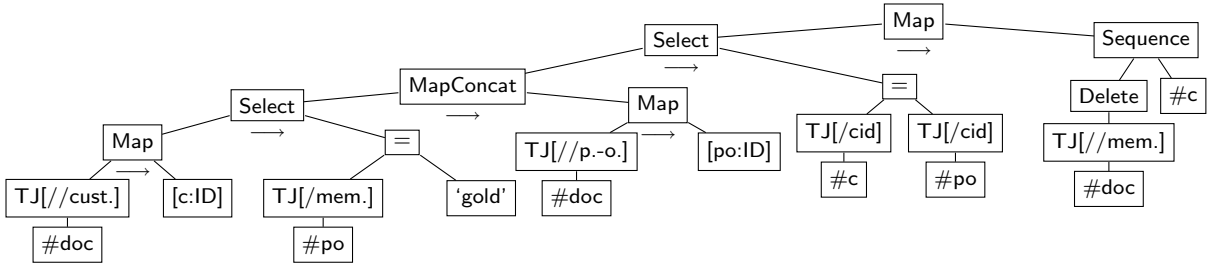 Map
Select
Sequence
MapConcat
= 
Map
Delete
#c
Select
TJ[/cid]
TJ[/cid]
Map
=
TJ[//p.-o.]
[po:ID]
TJ[//mem.]
#c
#po
TJ[//cust.]
[c:ID]
TJ[/mem.]
‘gold’
#doc
#doc
#doc
#po